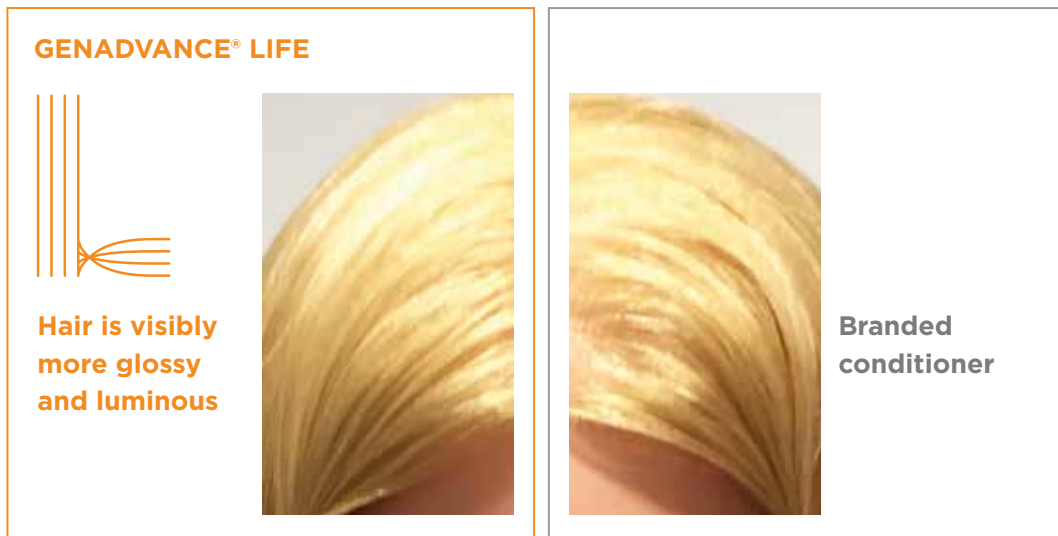 GENADVANCE® LIFE
Hair is visibly
more glossy
and luminous
Branded
conditioner